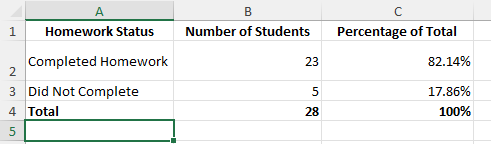 A B C
1 Homework Status Number of Students Percentage of Total
2 Completed Homework 23 82.14%
3 Did Not Complete 5 17.86%
4 Total 28 100%
5